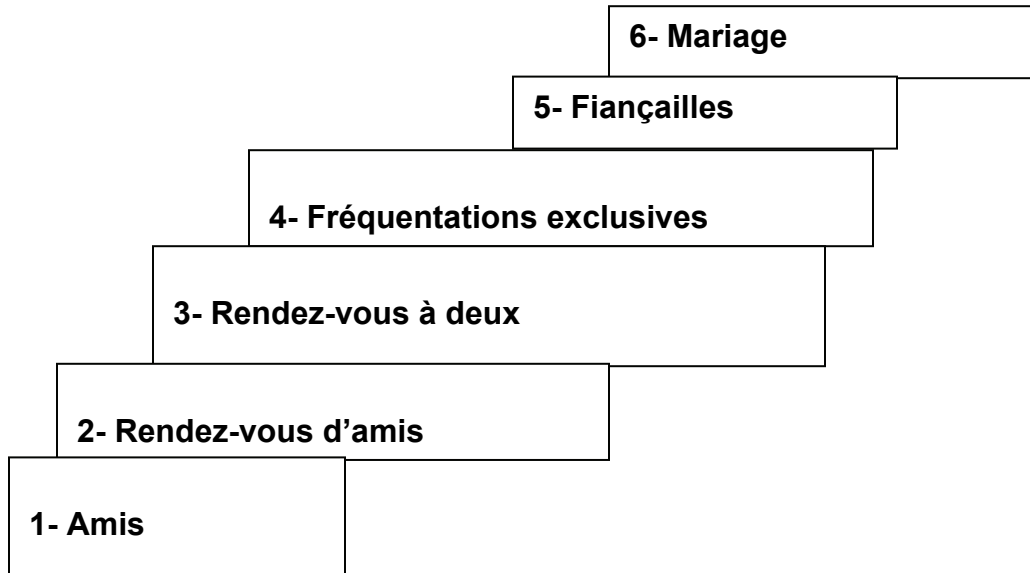 6- Mariage
5- Fiançailles
4- Fréquentations exclusives
3- Rendez-vous à deux
2- Rendez-vous d’amis
1- Amis